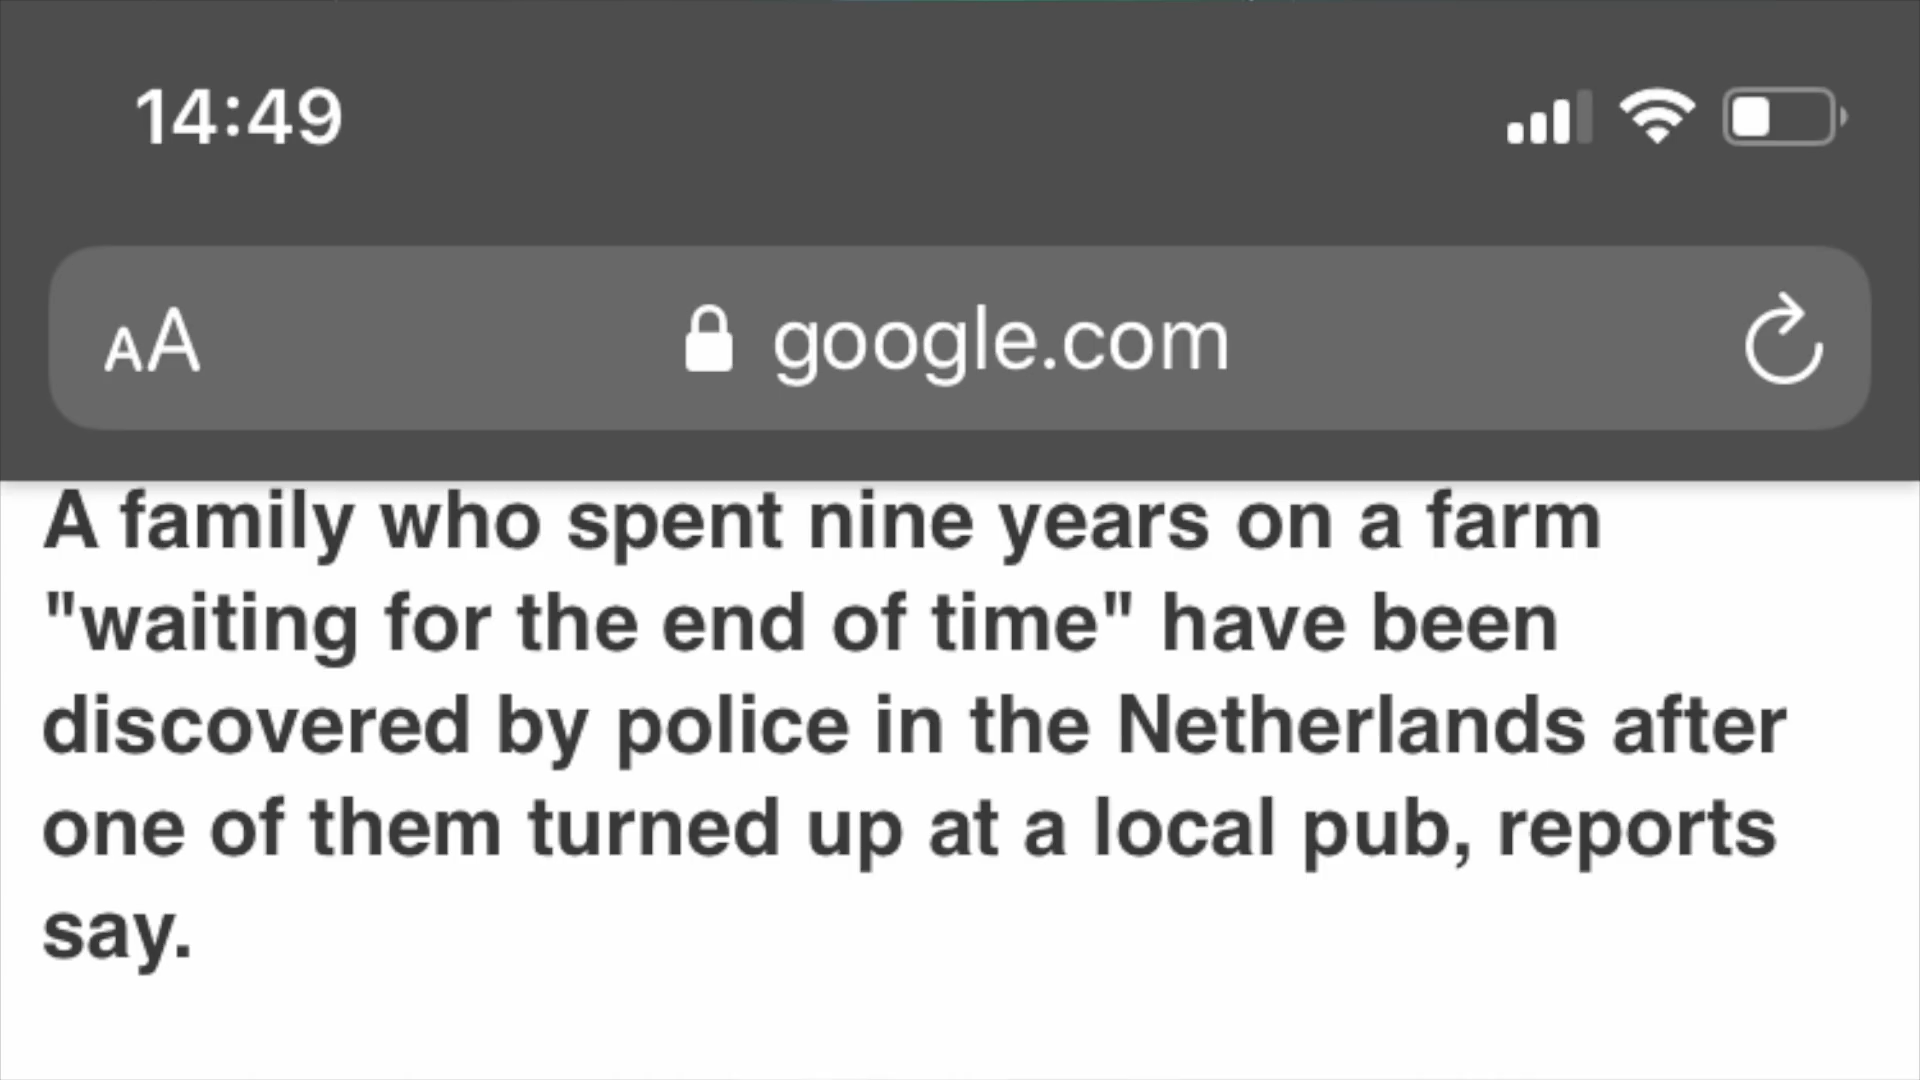 14:49
AA google.com
A family who spent nine years on a farm
"waiting for the end of time" have been
discovered by police in the Netherlands after
one of them turned up at a local pub, reports
say.